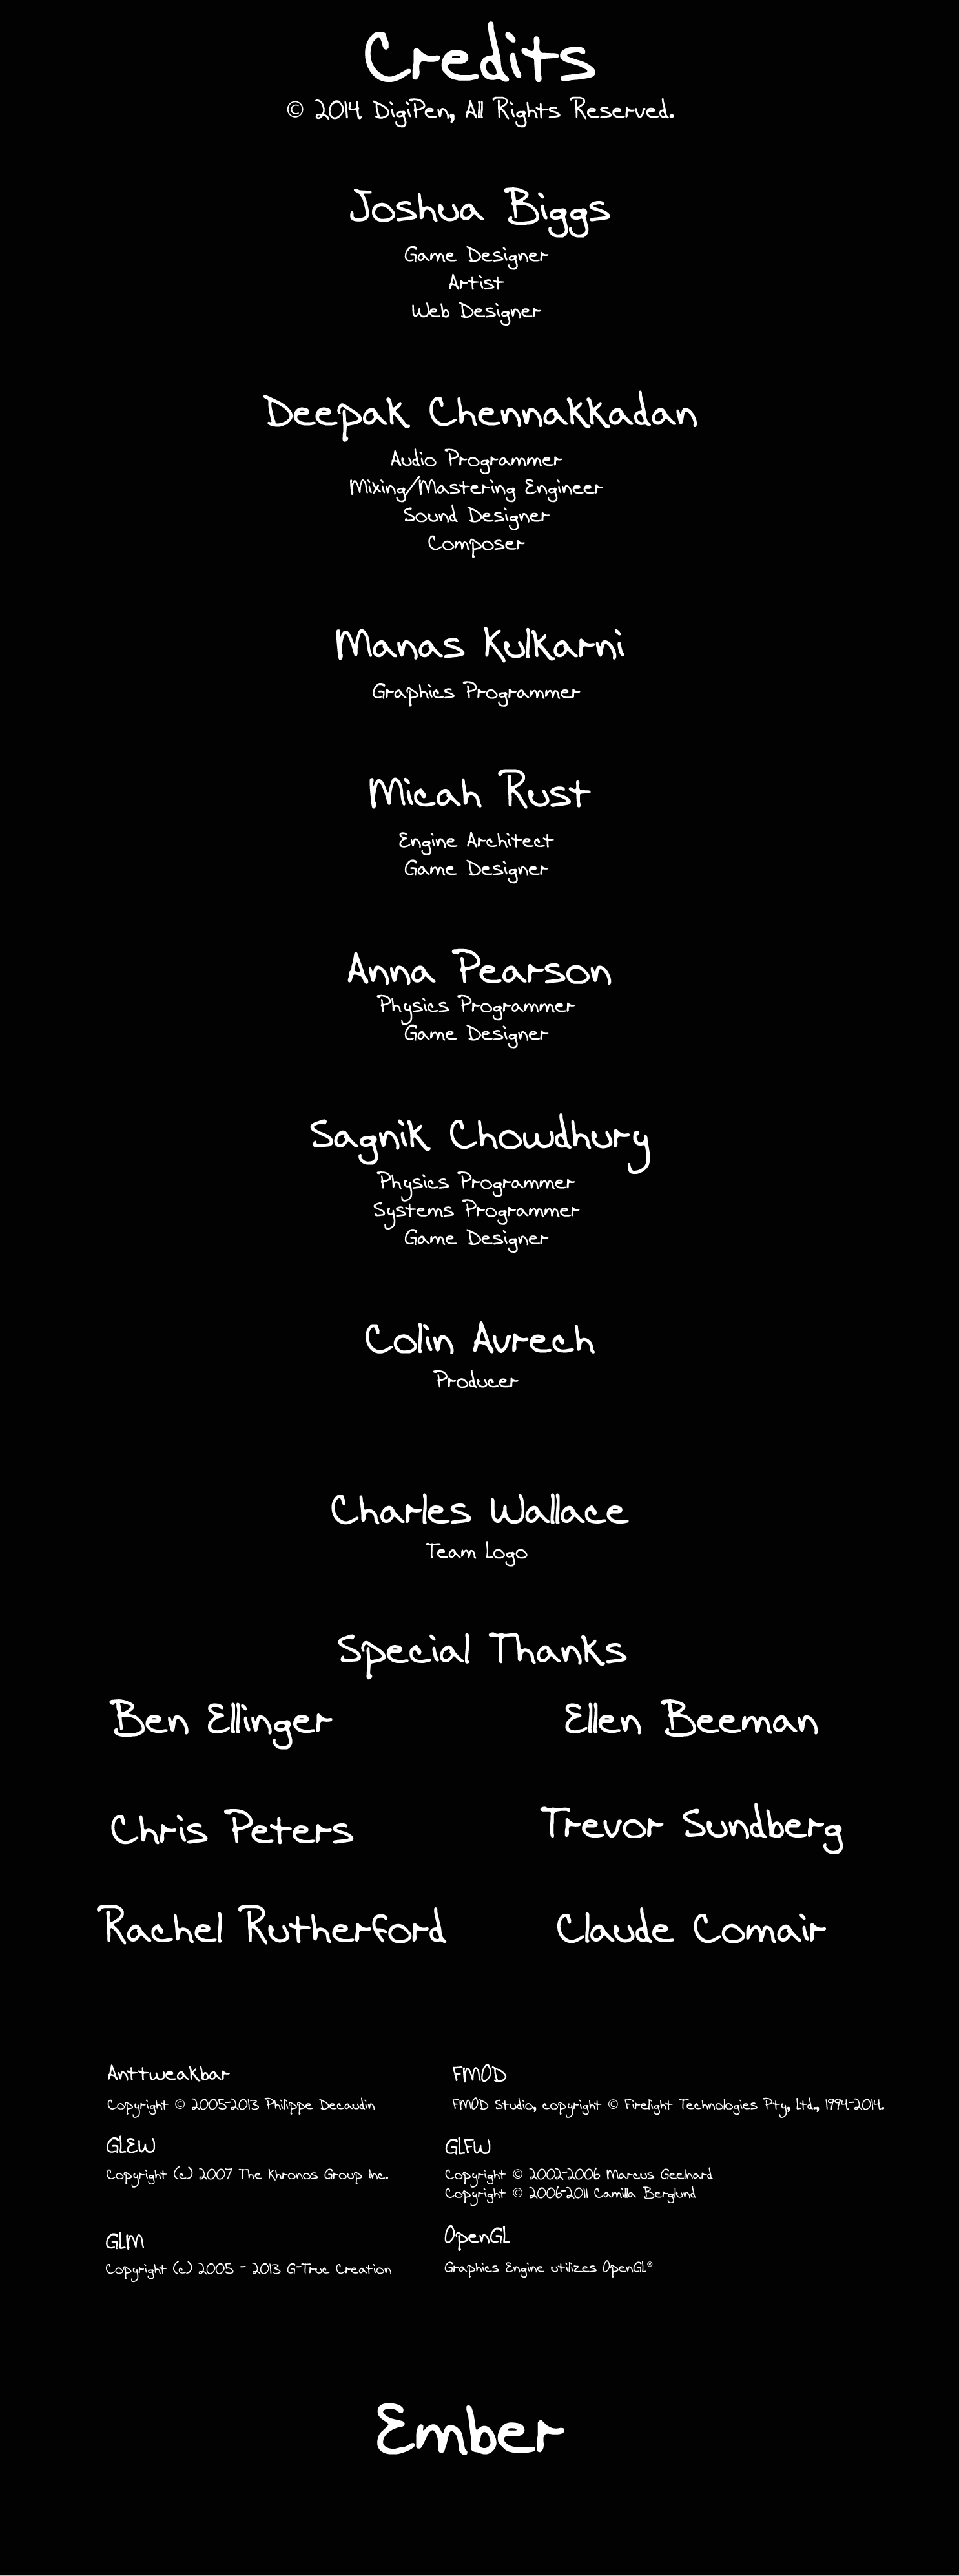 Credits
© 2014 DigiPen, All Rights Reserved.
Joshua Biggs
Game Designer
Artist
Web Designer
Deepak Chennakkadan
Audio Programmer
Mixing/Mastering Engineer
Sound Designer
Composer
Manas Kulkarni
Graphics Programmer
Micah Rust
Engine Architect
Game Designer
Anna Pearson
Physics Programmer
Game Designer
Sagnik Chowdhury
Physics Programmer
Systems Programmer
Game Designer
Colin Avrech
Producer
Charles Wallace
Team Logo
Special Thanks
Ben Ellinger
Ellen Beeman
Chris Peters
Trevor Sundberg
Rachel Rutherford
Claude Comair
Anttweakbar
Copyright © 2005-2013 Philippe Decaudin
FMOD
FMOD Studio, copyright © Firelight Technologies Pty, Ltd., 1994-2014.
GLEW
Copyright (c) 2007 The Khronos Group Inc.
GLFW
Copyright © 2002-2006 Marcus Geelnard
Copyright © 2006-2011 Camilla Berglund
GLM
Copyright (c) 2005 - 2013 G-Truc Creation
OpenGL
Graphics Engine utilizes OpenGL®
Ember